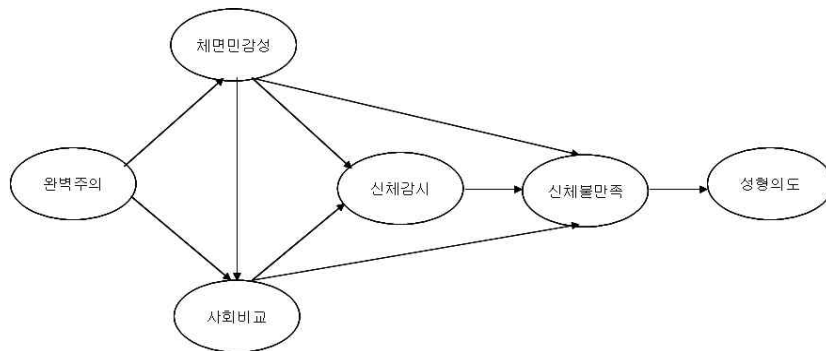 체면민감성
완벽주의
신체감시
신체불만족
성형의도
사회비교